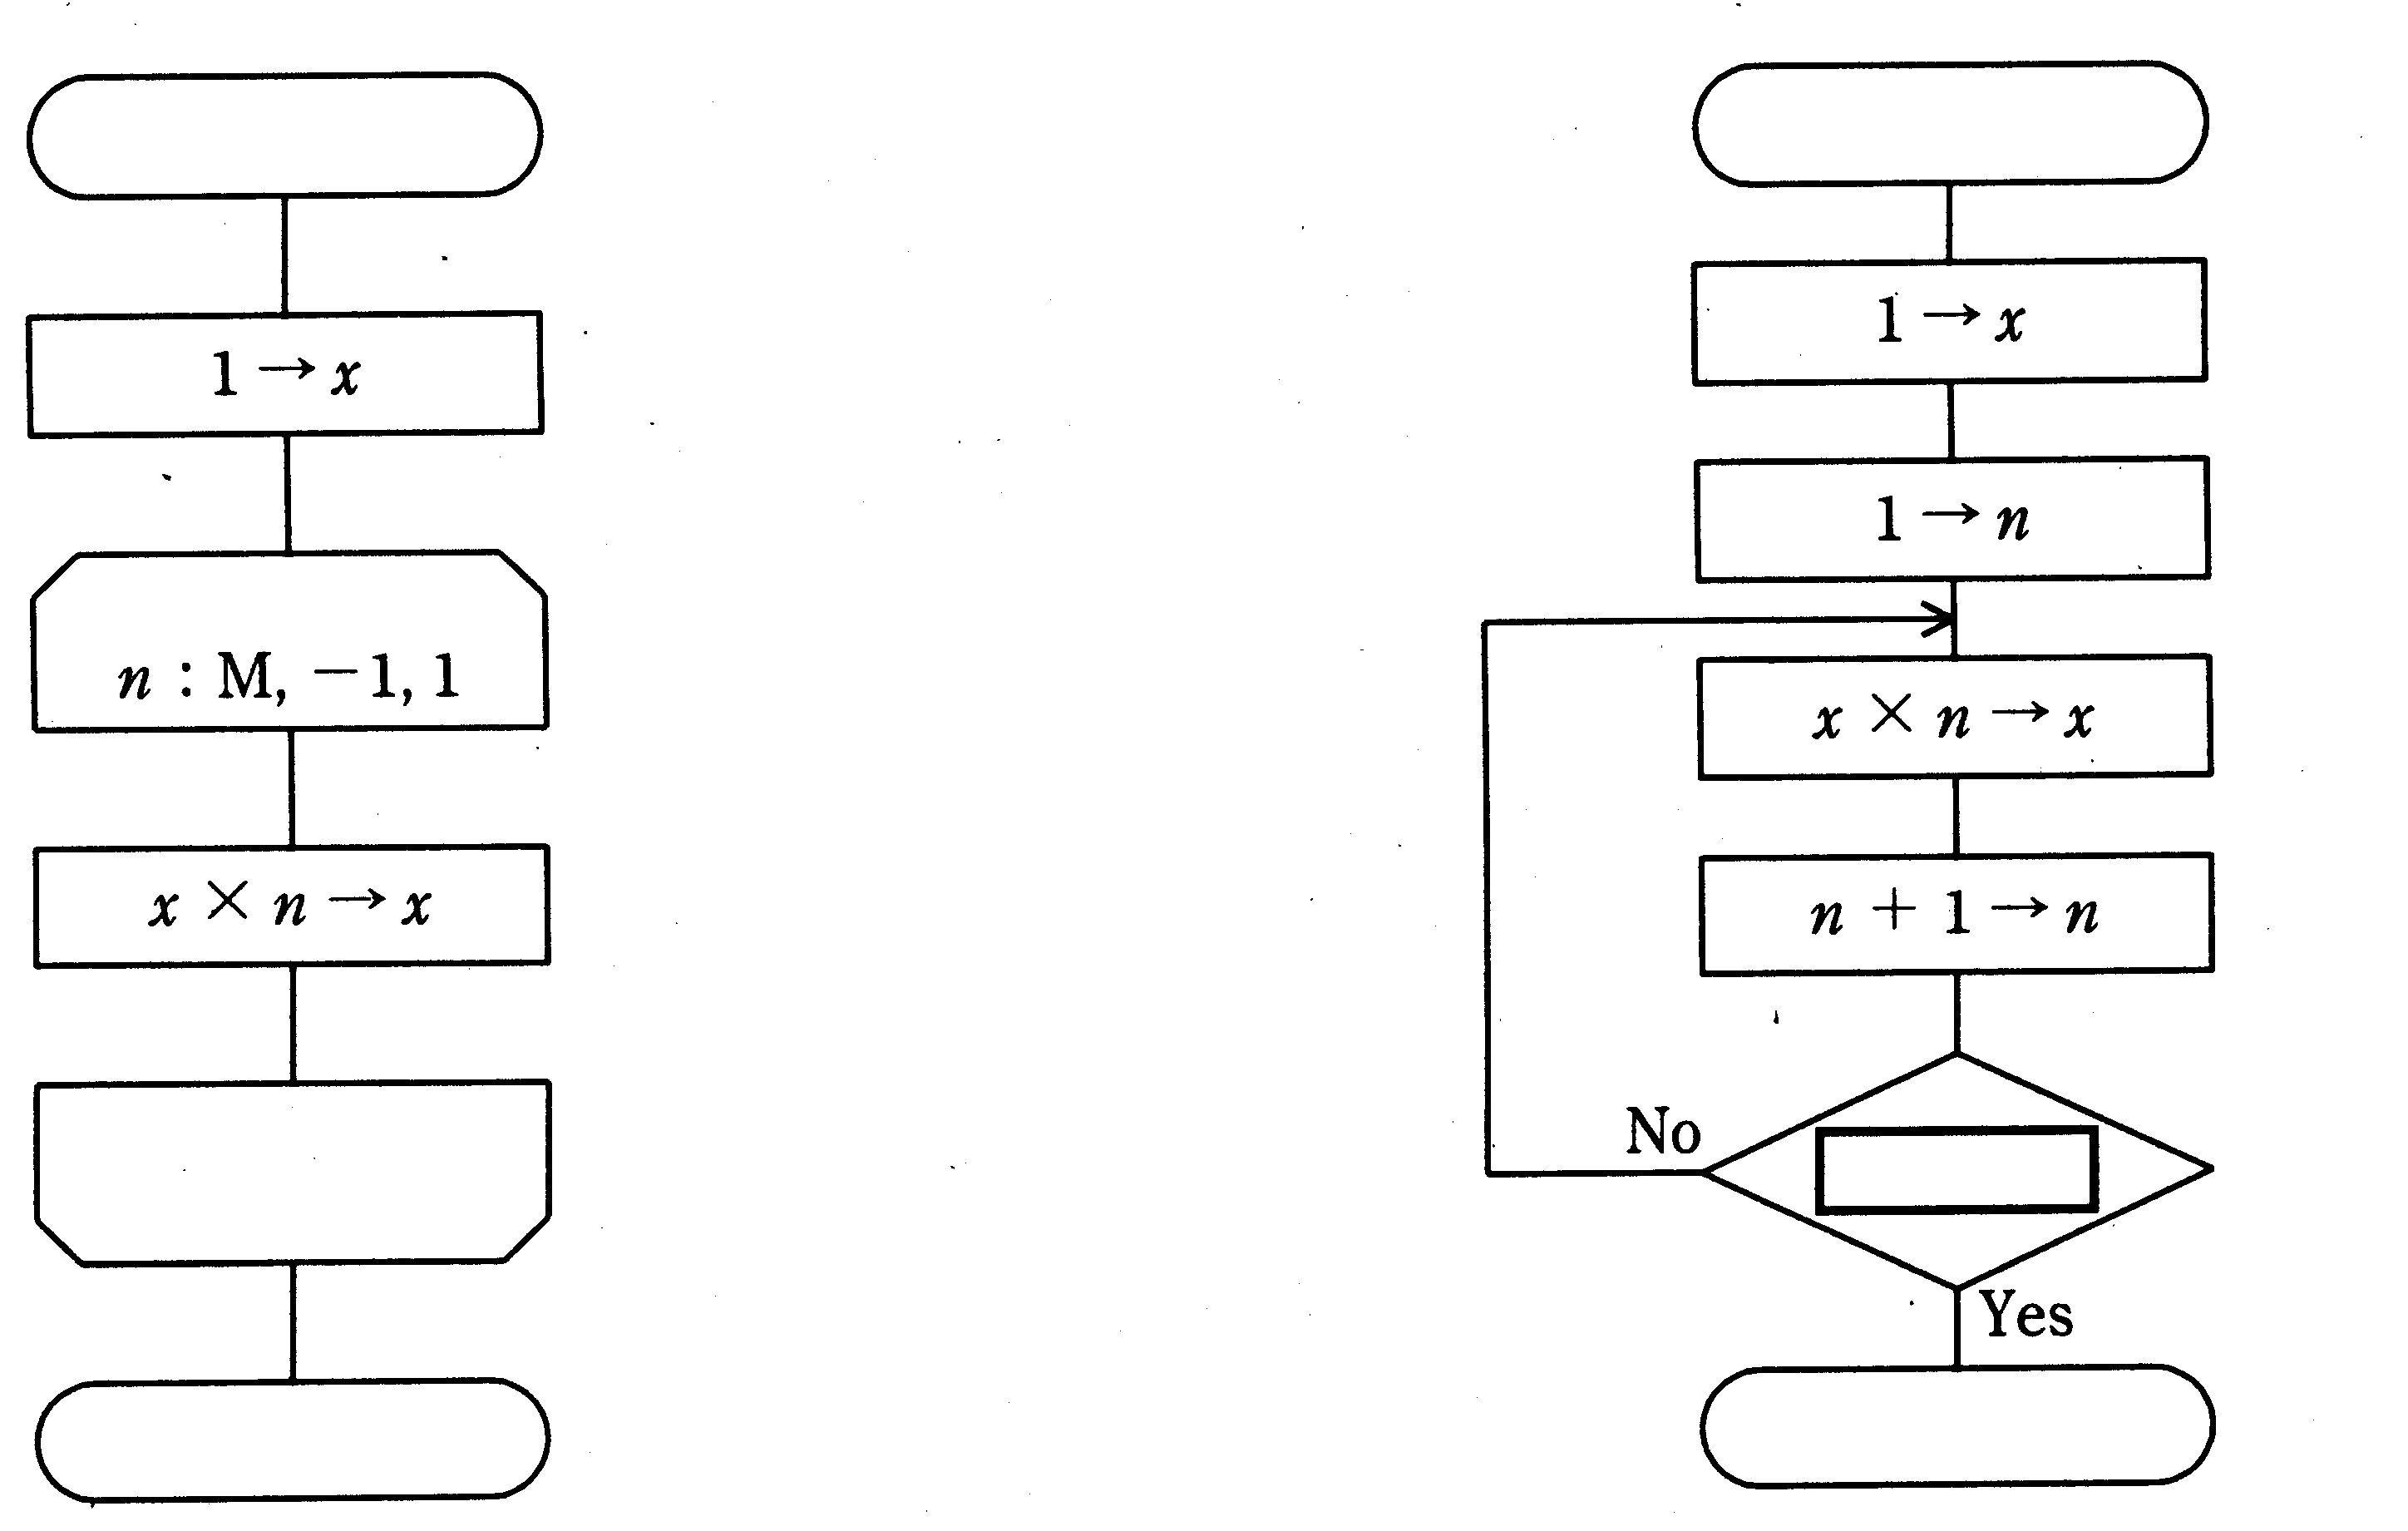 1 → x
n : M, −1, 1
x × n → x
1 → x
1 → n
x × n → x
n + 1 → n
No
Yes